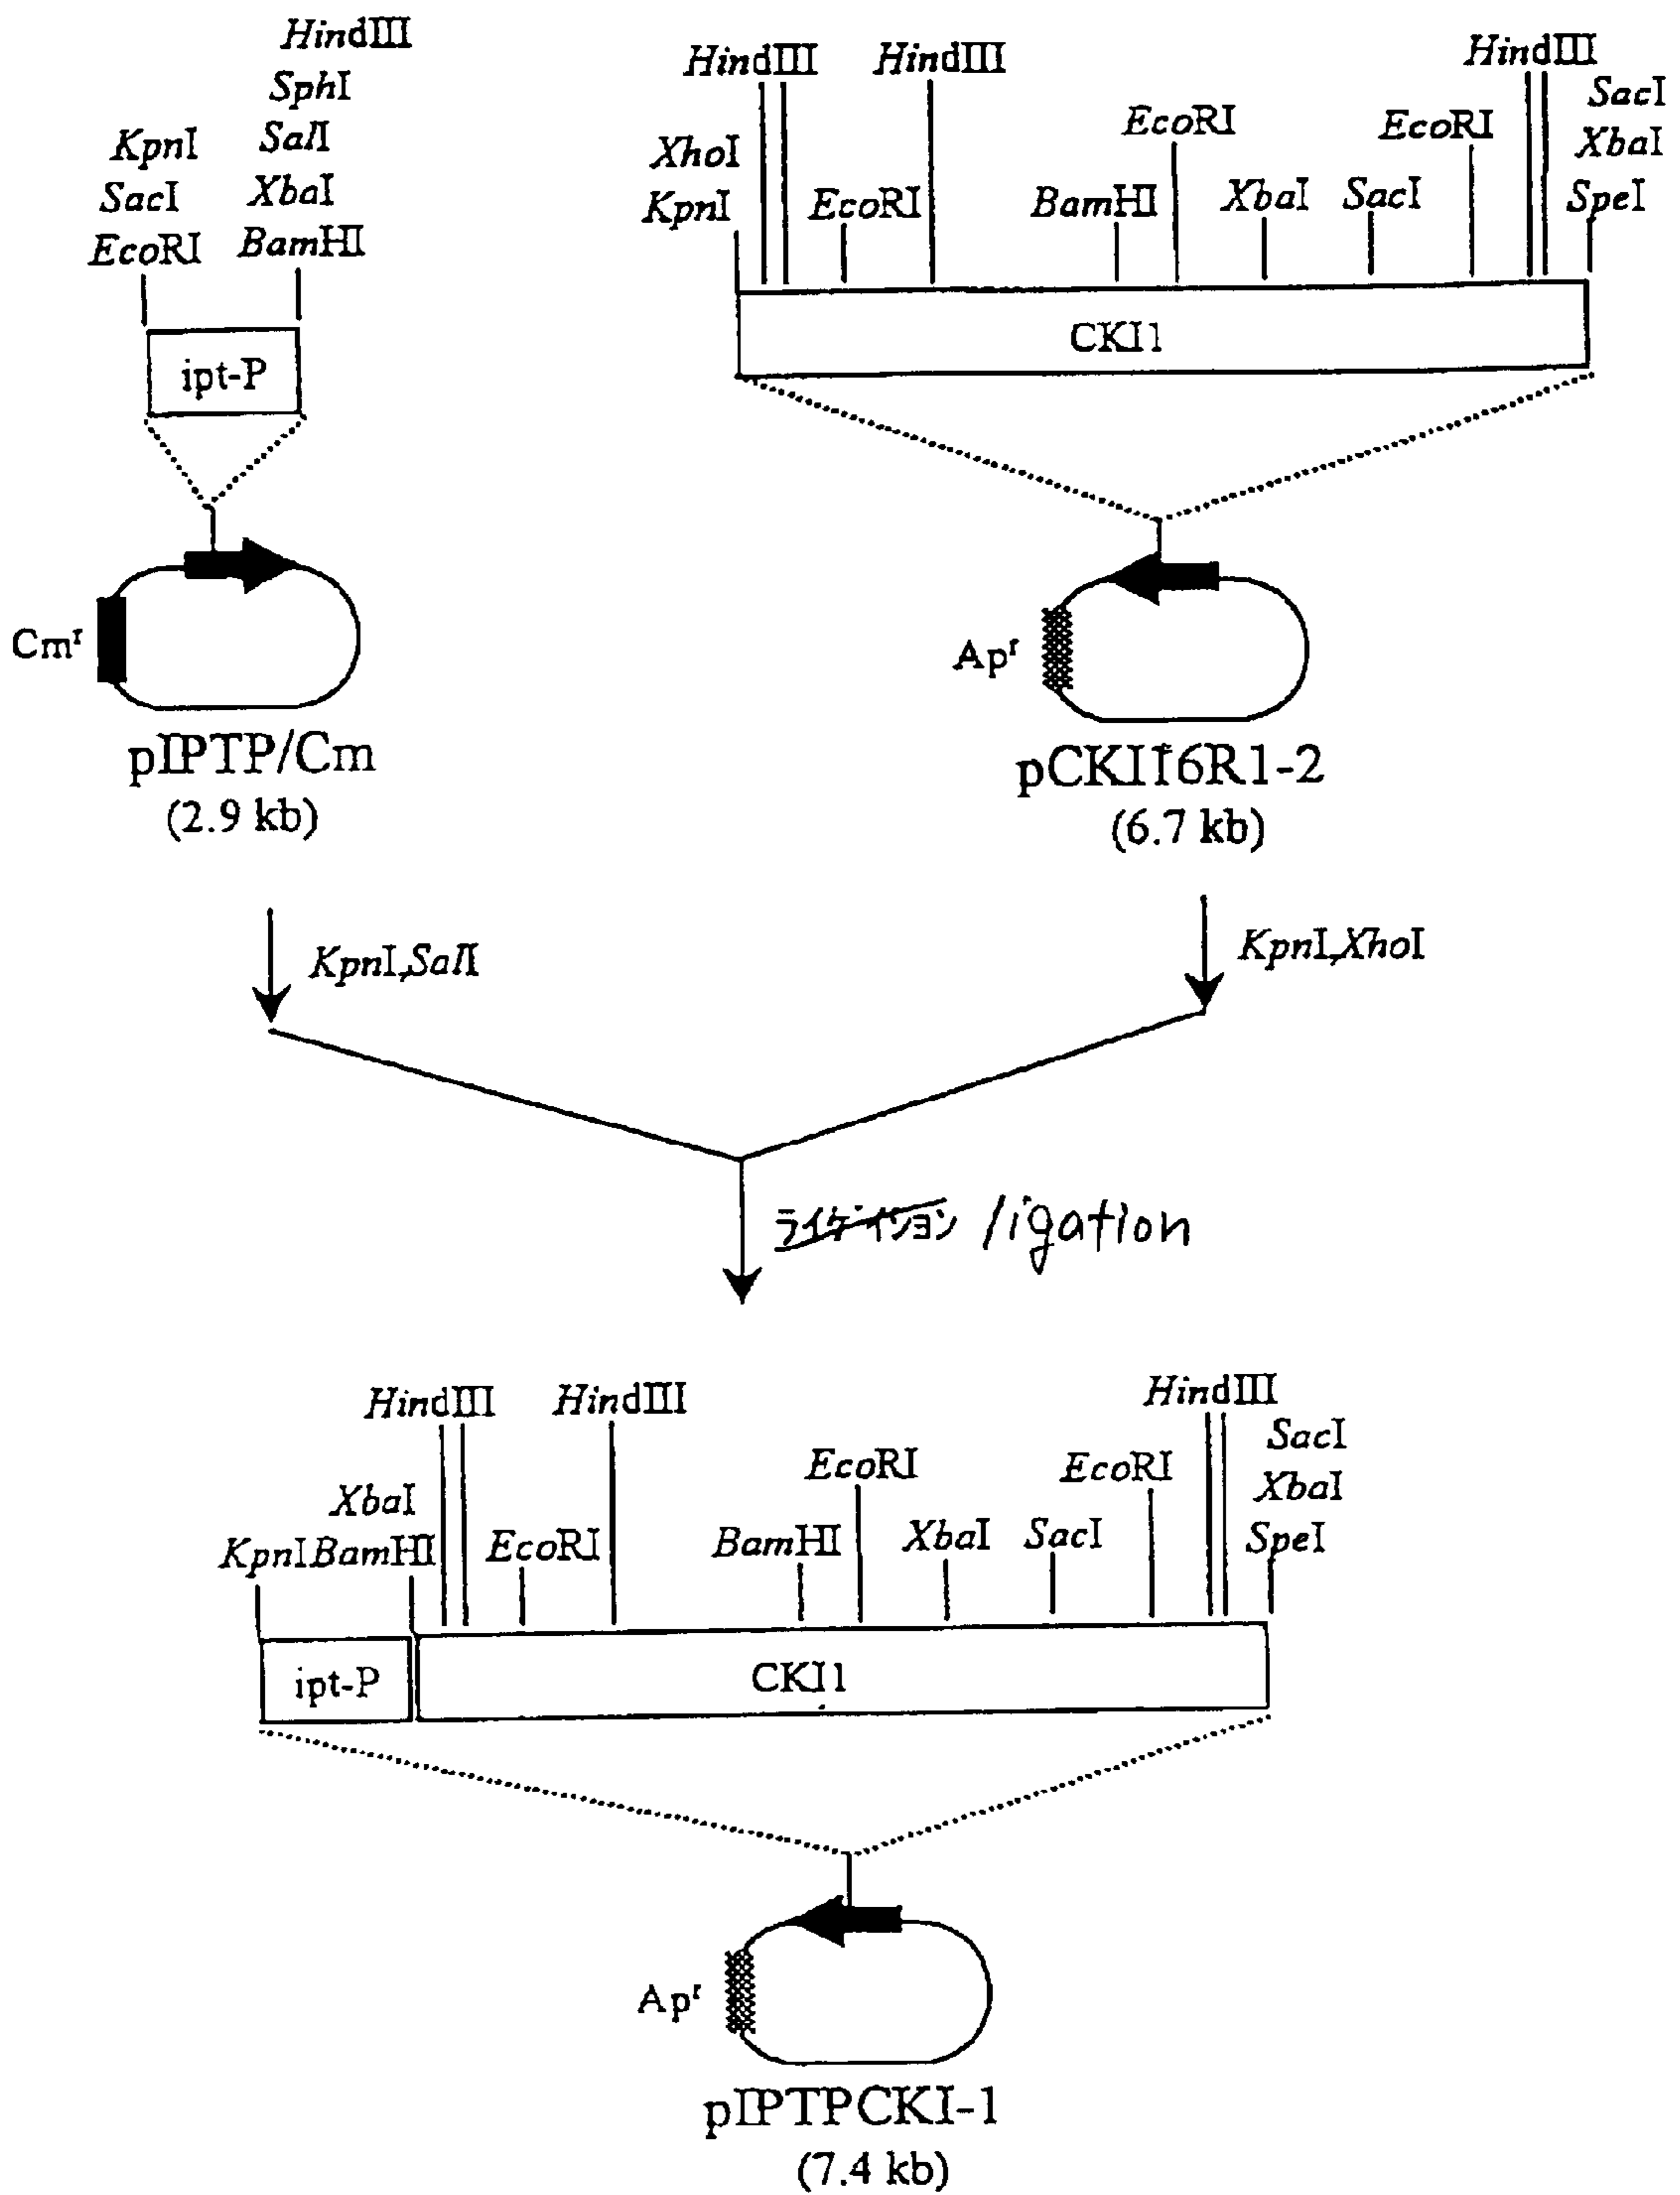 HindIII
SphI
SalI
XbaI
BamHI
KpnI
SacI
EcoRI
ipt-P
Cmʳ
pIPTP/Cm
(2.9 kb)
HindIII HindIII HindIII
XhoI
KpnI
EcoRI
BamHI
EcoRI
XbaI
SacI
EcoRI
SacI
XbaI
SpeI
CKI1
Apʳ
pCKI16R1-2
(6.7 kb)
KpnI,SalI
KpnI,XhoI
ライゲイション ligation
HindIII HindIII HindIII
XbaI
KpnI BamHI
EcoRI
BamHI
EcoRI
XbaI
SacI
EcoRI
SacI
XbaI
SpeI
ipt-P
CKI1
Apʳ
pIPTPCKI-1
(7.4 kb)